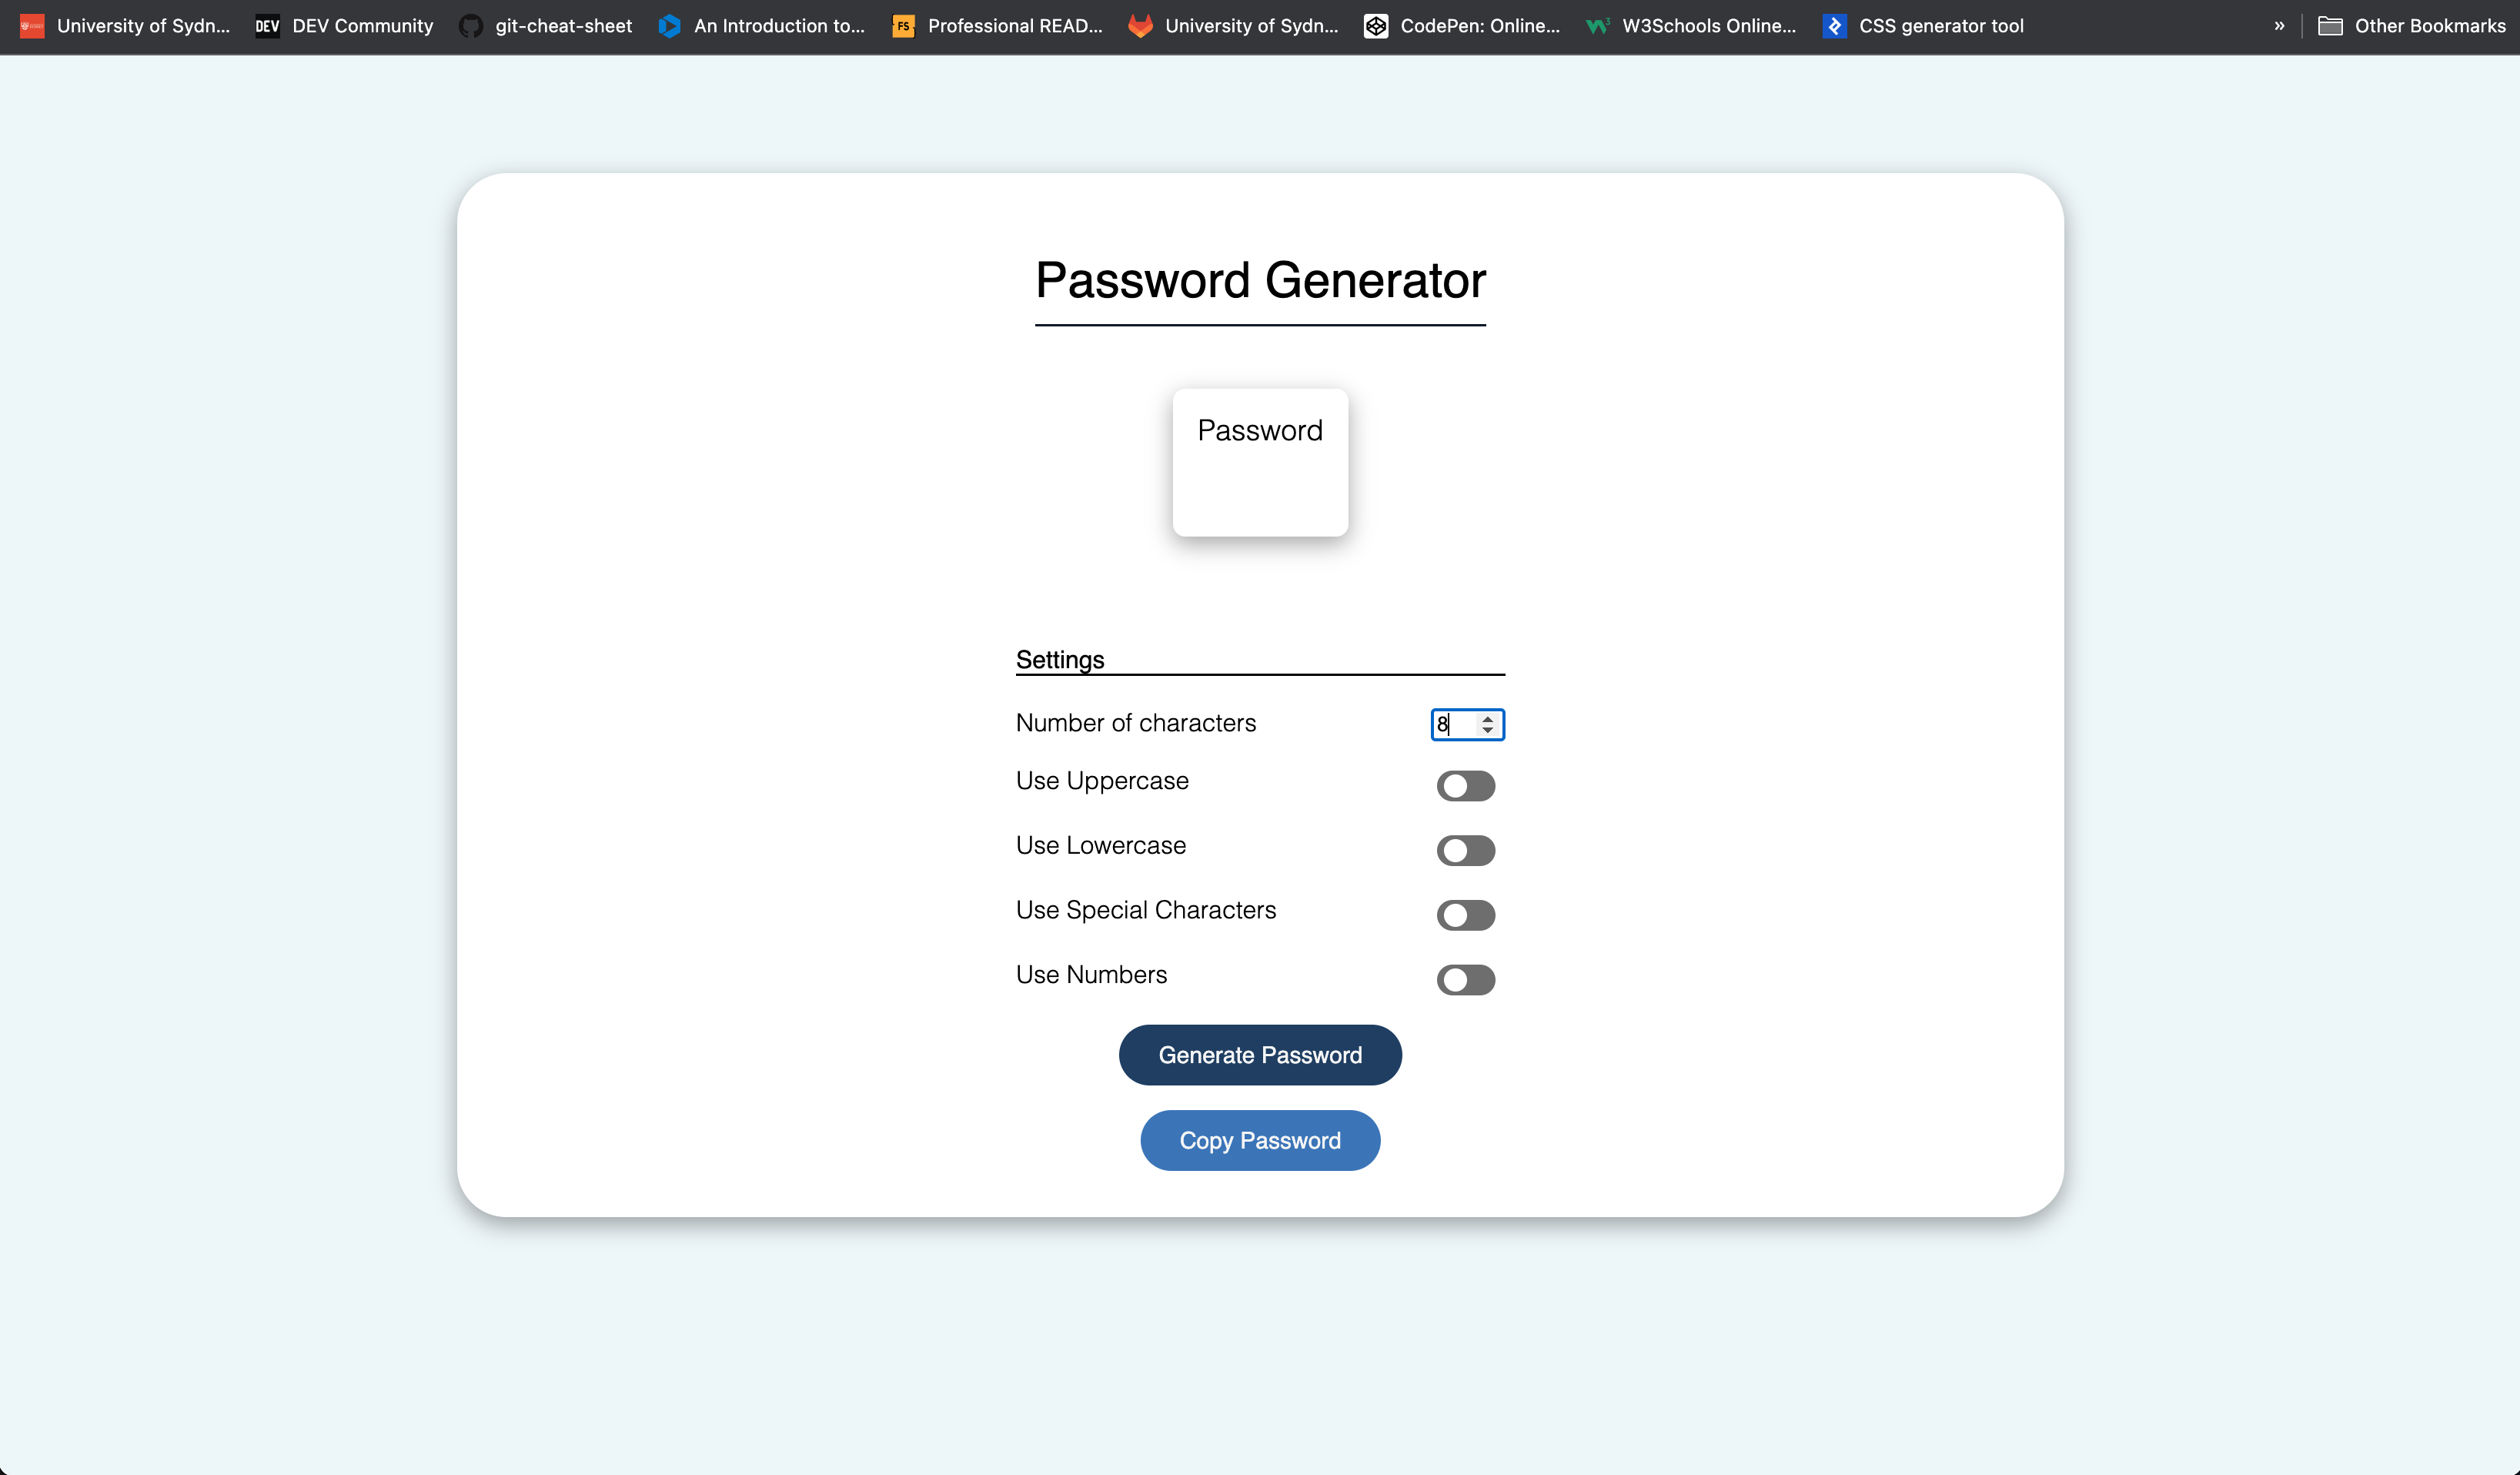 University of Sydn... DEV DEV Community git-cheat-sheet An Introduction to... FS Professional READ... University of Sydn... CodePen: Online... W3Schools Online... CSS generator tool » Other Bookmarks
Password Generator
Password
Settings
Number of characters 8
Use Uppercase
Use Lowercase
Use Special Characters
Use Numbers
Generate Password
Copy Password